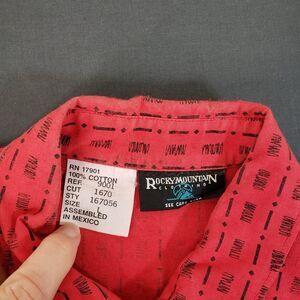 RN 17901
100% COTTON
REF. 9001
CUT 1670
STY 167056
SIZE
ASSEMBLED
IN MEXICO
ROCKY MOUNTAIN
CLOTHING
SEE CARE